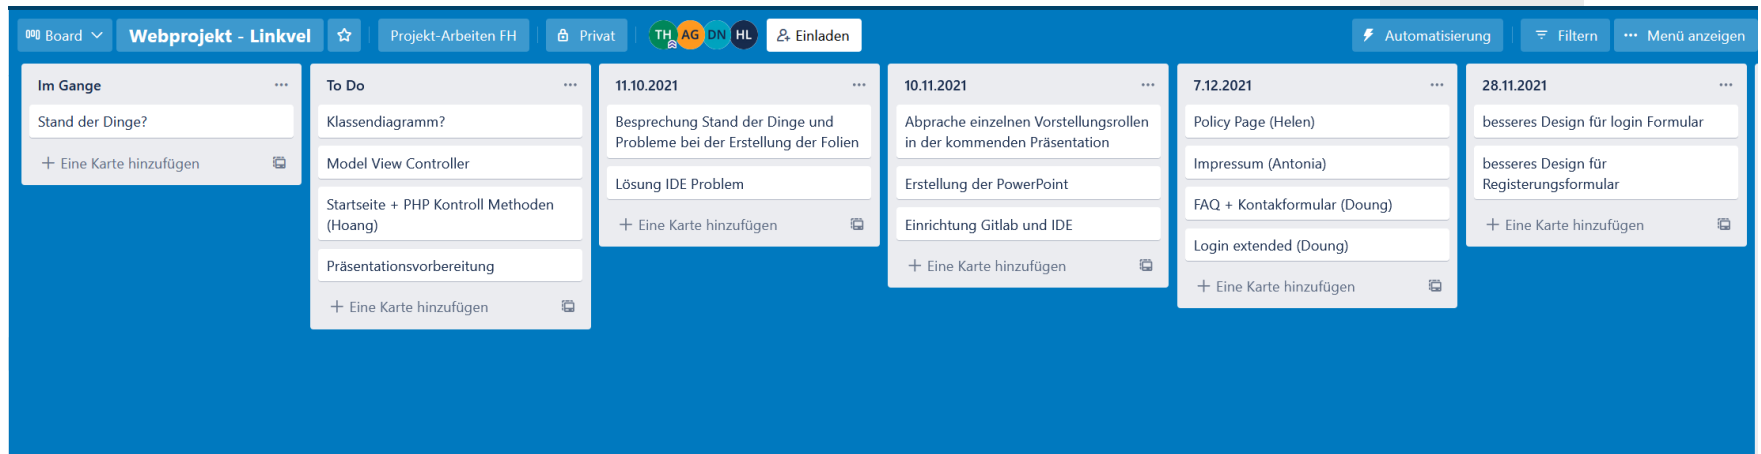 Board
Webprojekt - Linkvel
Projekt-Arbeiten FH
Privat
TH
AG
DN
HL
Einladen
Automatisierung
Filtern
Menü anzeigen
Im Gange
Stand der Dinge?
Eine Karte hinzufügen
To Do
Klassendiagramm?
Model View Controller
Startseite + PHP Kontroll Methoden
(Hoang)
Präsentationsvorbereitung
Eine Karte hinzufügen
11.10.2021
Besprechung Stand der Dinge und
Probleme bei der Erstellung der Folien
Lösung IDE Problem
Eine Karte hinzufügen
10.11.2021
Abprache einzelnen Vorstellungsrollen
in der kommenden Präsentation
Erstellung der PowerPoint
Einrichtung Gitlab und IDE
Eine Karte hinzufügen
7.12.2021
Policy Page (Helen)
Impressum (Antonia)
FAQ + Kontakformular (Doung)
Login extended (Doung)
Eine Karte hinzufügen
28.11.2021
besseres Design für login Formular
besseres Design für
Registerungsformular
Eine Karte hinzufügen